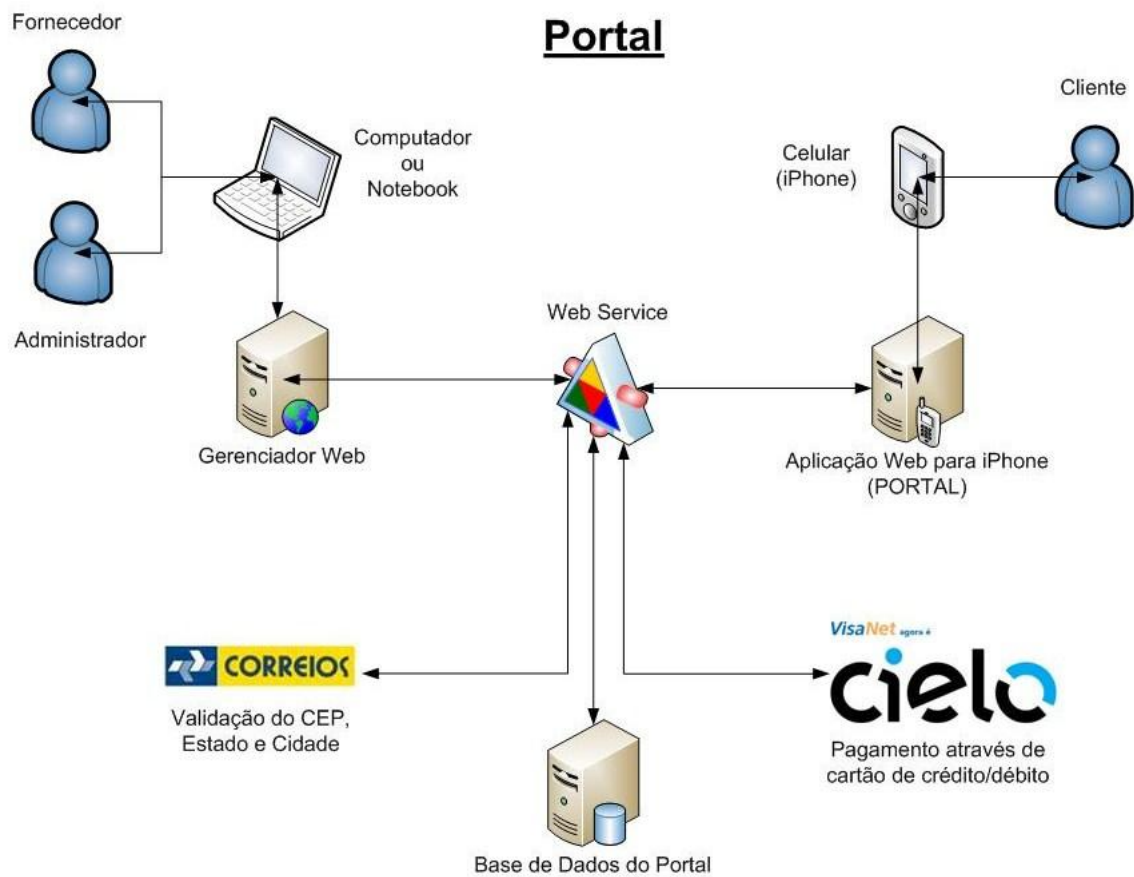 Portal
Fornecedor
Cliente
Computador
ou
Notebook
Celular
(iPhone)
Administrador
Web Service
Gerenciador Web
Aplicação Web para iPhone
(PORTAL)
CORREIOS
Validação do CEP,
Estado e Cidade
VisaNet agora é
cielo
Pagamento através de
cartão de crédito/débito
Base de Dados do Portal